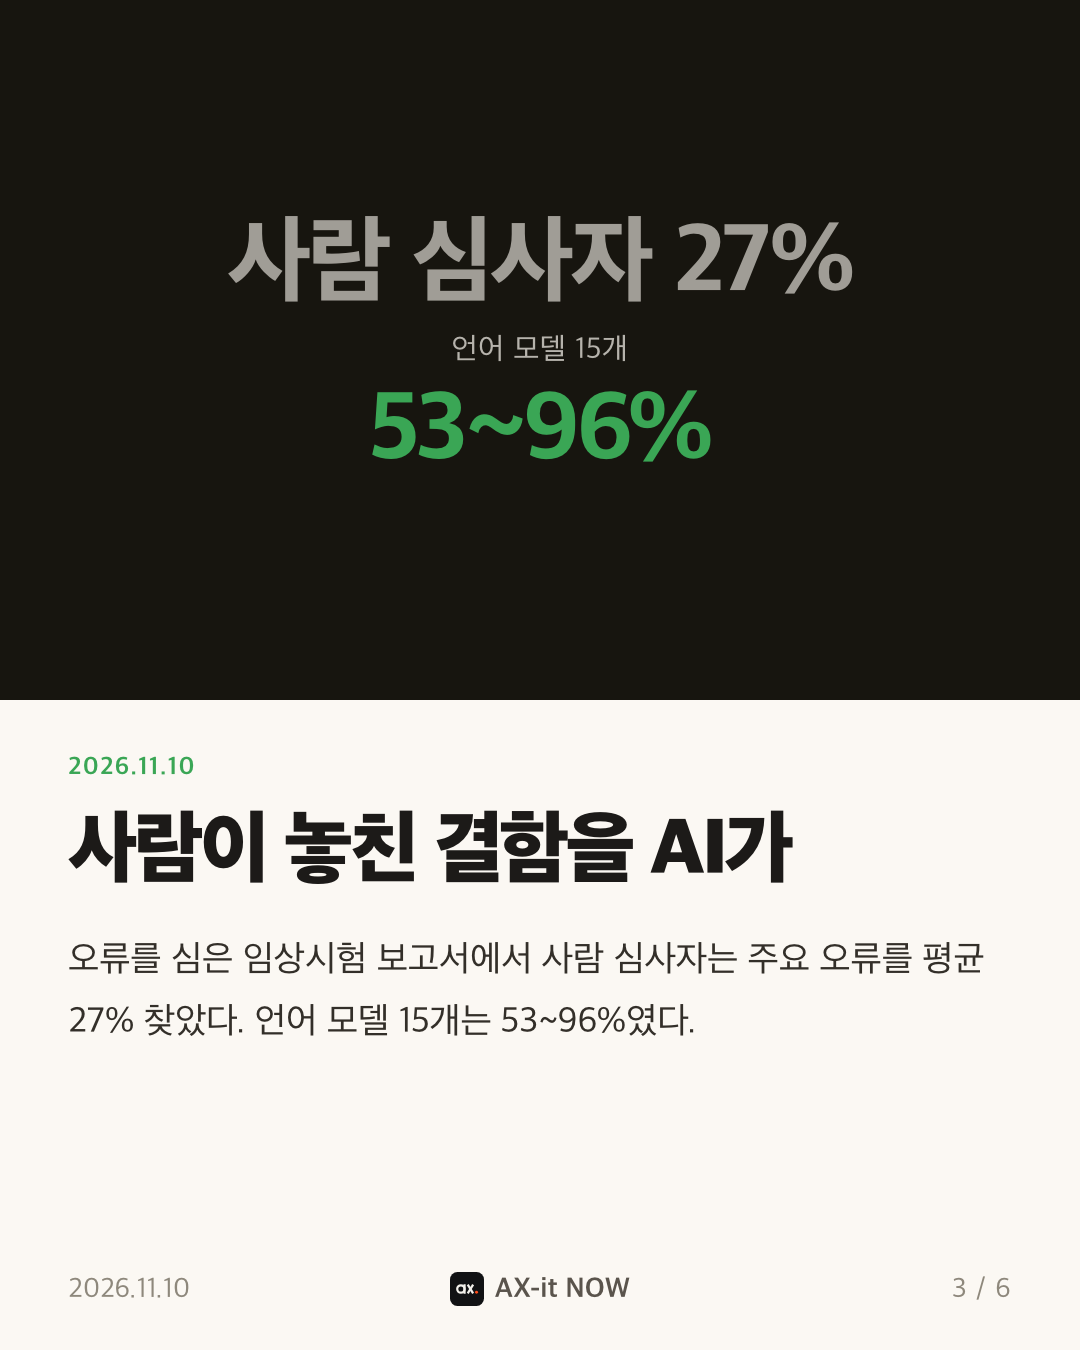 사람 심사자 27%
언어 모델 15개
53~96%
2026.11.10
사람이 놓친 결함을 AI가
오류를 심은 임상시험 보고서에서 사람 심사자는 주요 오류를 평균
27% 찾았다. 언어 모델 15개는 53~96%였다.
2026.11.10
ax.
AX-it NOW
3 / 6